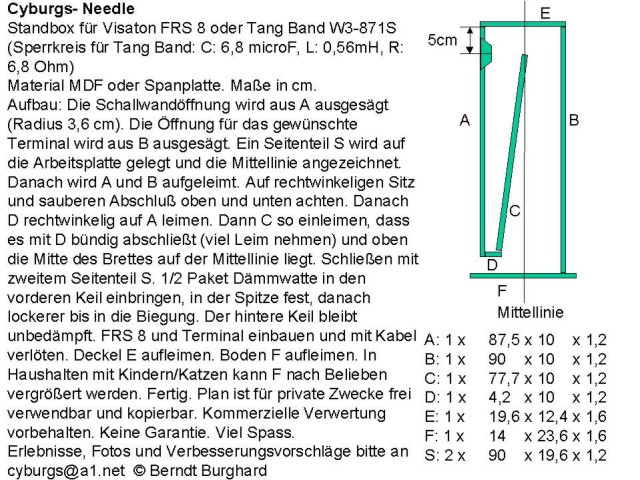 Cyburgs- Needle
Standbox für Visaton FRS 8 oder Tang Band W3-871S
(Sperrkreis für Tang Band: C: 6,8 microF, L: 0,56mH, R:
6,8 Ohm)
Material MDF oder Spanplatte. Maße in cm.
Aufbau: Die Schallwandöffnung wird aus A ausgesägt
(Radius 3,6 cm). Die Öffnung für das gewünschte
Terminal wird aus B ausgesägt. Ein Seitenteil S wird auf
die Arbeitsplatte gelegt und die Mittellinie angezeichnet.
Danach wird A und B aufgeleimt. Auf rechtwinkeligen Sitz
und sauberen Abschluß oben und unten achten. Danach
D rechtwinkelig auf A leimen. Dann C so einleimen, dass
es mit D bündig abschließt (viel Leim nehmen) und oben
die Mitte des Brettes auf der Mittellinie liegt. Schließen mit
zweitem Seitenteil S. 1/2 Paket Dämmwatte in den
vorderen Keil einbringen, in der Spitze fest, danach
lockerer bis in die Biegung. Der hintere Keil bleibt
unbedämpft. FRS 8 und Terminal einbauen und mit Kabel
verlöten. Deckel E aufleimen. Boden F aufleimen. In
Haushalten mit Kindern/Katzen kann F nach Belieben
vergrößert werden. Fertig. Plan ist für private Zwecke frei
verwendbar und kopierbar. Kommerzielle Verwertung
vorbehalten. Keine Garantie. Viel Spass.
Erlebnisse, Fotos und Verbesserungsvorschläge bitte an
cyburgs@a1.net © Berndt Burghard
E
5cm
A
B
C
D
F
Mittellinie
A: 1 x 87,5 x 10 x 1,2
B: 1 x 90 x 10 x 1,2
C: 1 x 77,7 x 10 x 1,2
D: 1 x 4,2 x 10 x 1,2
E: 1 x 19,6 x 12,4 x 1,6
F: 1 x 14 x 23,6 x 1,6
S: 2 x 90 x 19,6 x 1,2